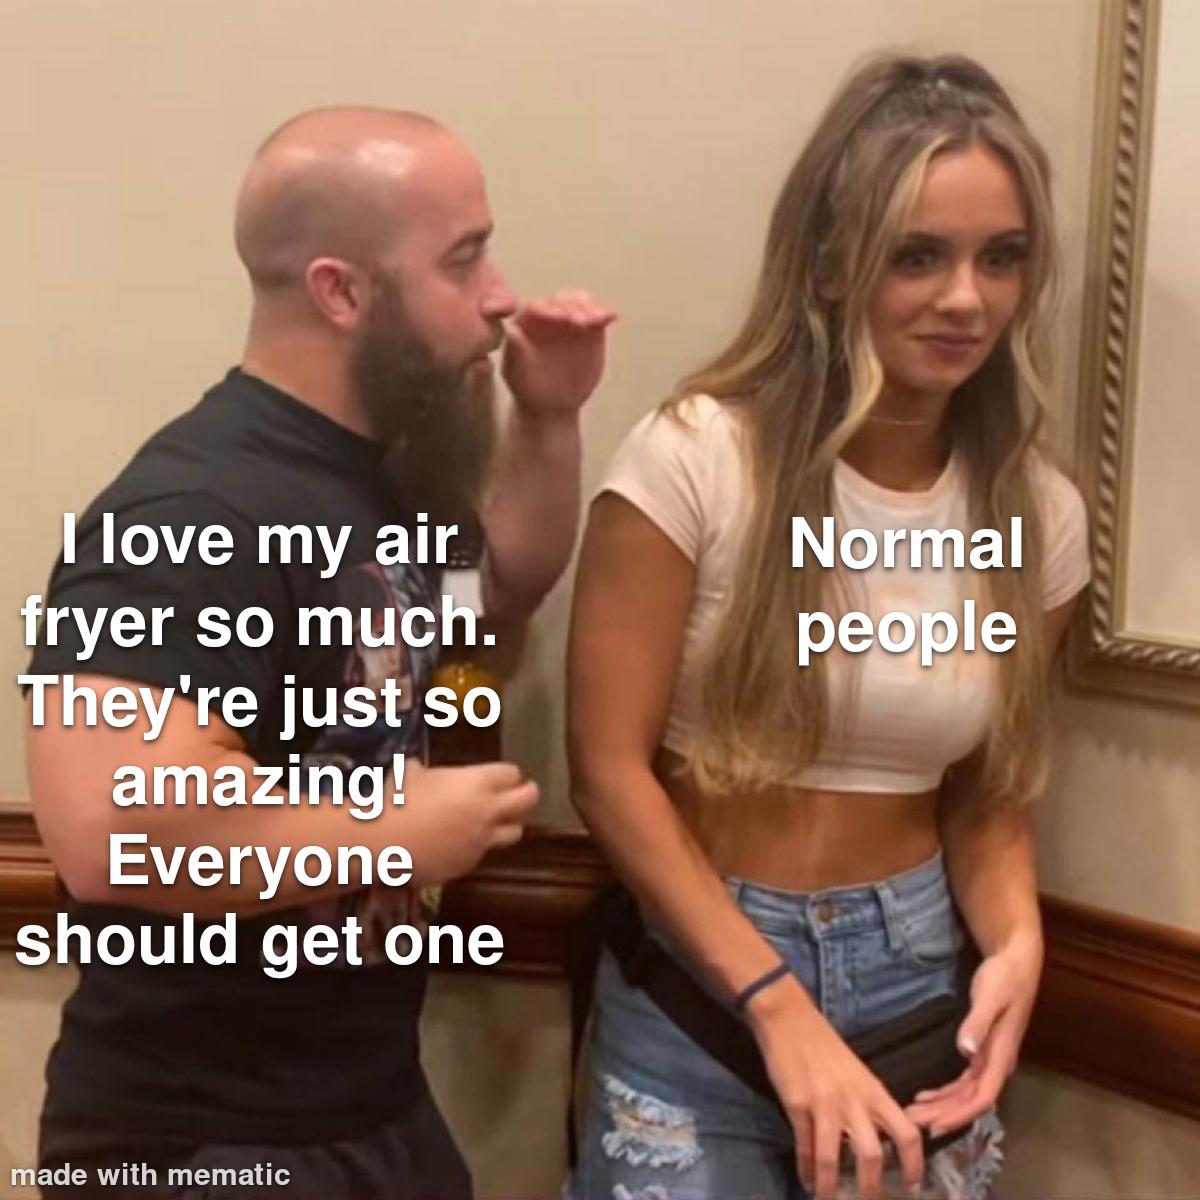 I love my air
fryer so much.
They're just so
amazing!
Everyone
should get one
Normal
people
made with mematic